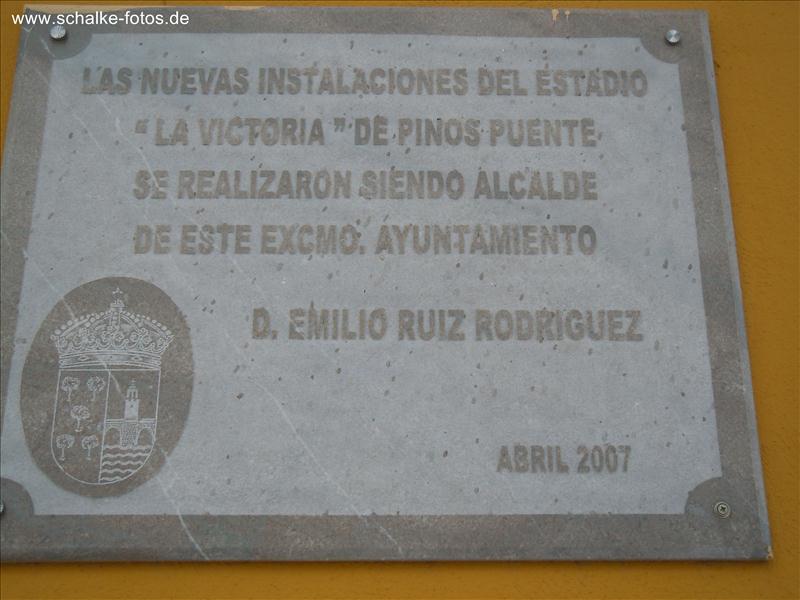 www.schalke-fotos.de
LAS NUEVAS INSTALACIONES DEL ESTADIO
" LA VICTORIA " DE PINOS PUENTE
SE REALIZARON SIENDO ALCALDE
DE ESTE EXCMO. AYUNTAMIENTO
D. EMILIO RUIZ RODRIGUEZ
ABRIL 2007